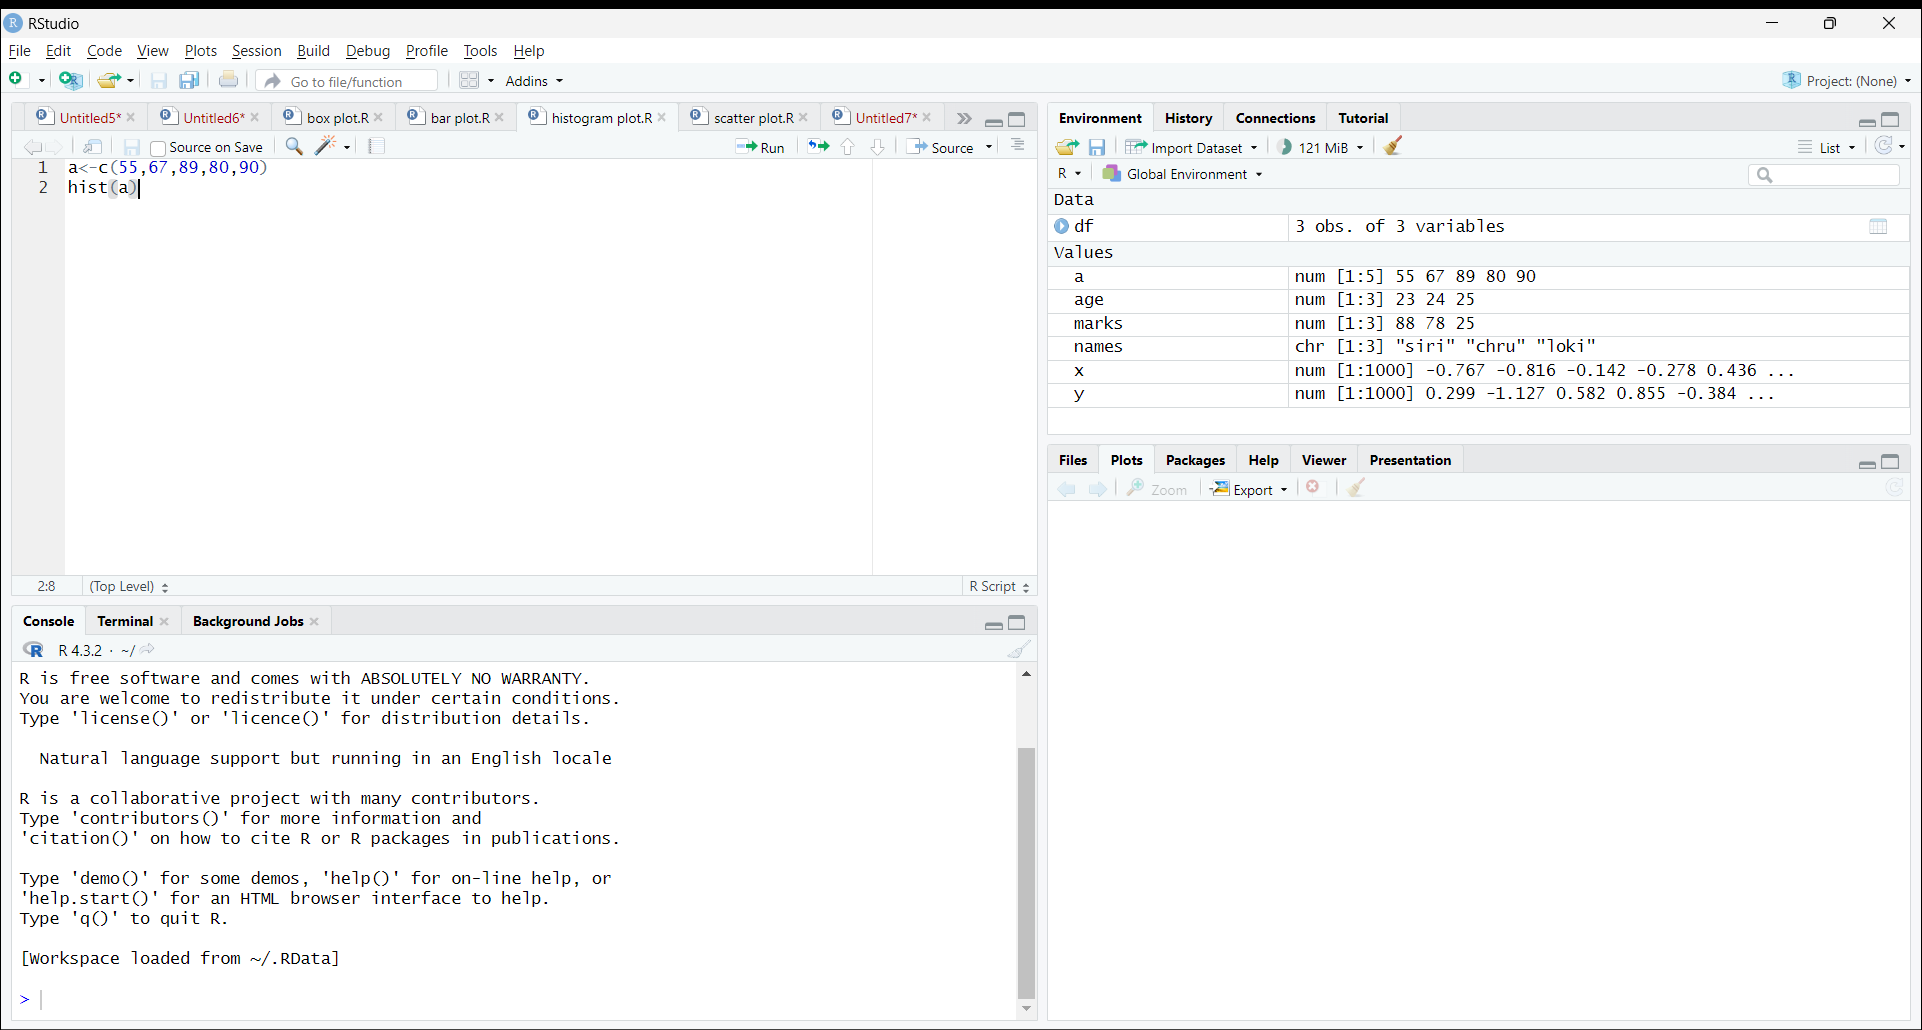 RStudio
File Edit Code View Plots Session Build Debug Profile Tools Help
Go to file/function Addins Project: (None)
Untitled5* Untitled6* box plot.R bar plot.R histogram plot.R scatter plot.R Untitled7*
Source on Save Run Source
1 a<-c(55,67,89,80,90)
2 hist(a)
2:8 (Top Level) R Script
Console Terminal Background Jobs
R 4.3.2 · ~/
R is free software and comes with ABSOLUTELY NO WARRANTY.
You are welcome to redistribute it under certain conditions.
Type 'license()' or 'licence()' for distribution details.
Natural language support but running in an English locale
R is a collaborative project with many contributors.
Type 'contributors()' for more information and
'citation()' on how to cite R or R packages in publications.
Type 'demo()' for some demos, 'help()' for on-line help, or
'help.start()' for an HTML browser interface to help.
Type 'q()' to quit R.
[Workspace loaded from ~/.RData]
>
Environment History Connections Tutorial
Import Dataset 121 MiB List
R Global Environment
Data
df 3 obs. of 3 variables
Values
a num [1:5] 55 67 89 80 90
age num [1:3] 23 24 25
marks num [1:3] 88 78 25
names chr [1:3] "siri" "chru" "loki"
x num [1:1000] -0.767 -0.816 -0.142 -0.278 0.436 ...
y num [1:1000] 0.299 -1.127 0.582 0.855 -0.384 ...
Files Plots Packages Help Viewer Presentation
Zoom Export